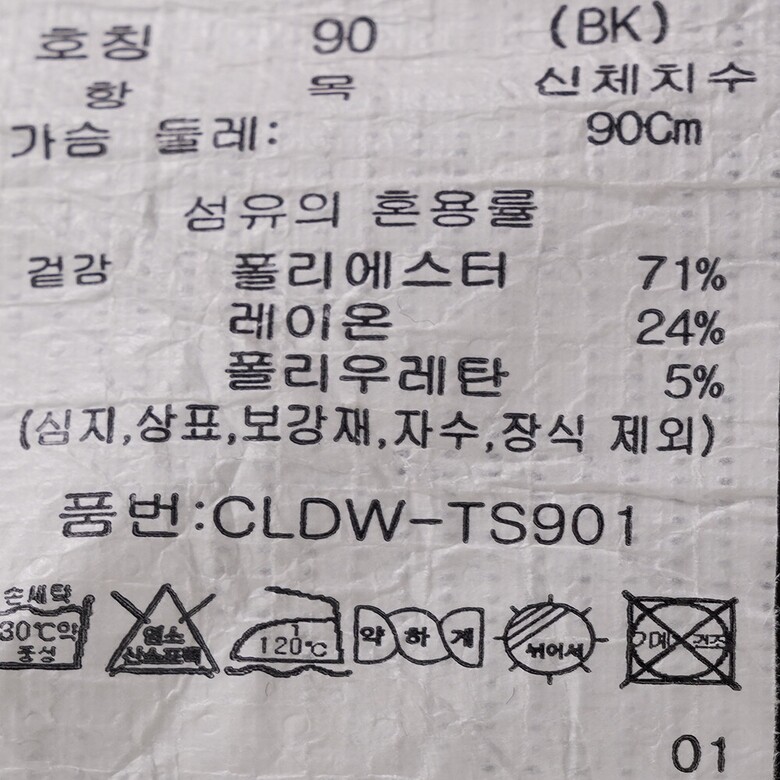 호칭 90 (BK)
항 목 신체치수
가슴 둘레: 90Cm
섬유의 혼용률
겉감 폴리에스터 71%
레이온 24%
폴리우레탄 5%
(심지,상표,보강재,자수,장식 제외)
품번:CLDW-TS901
손세탁
30℃약
중성
염소
산소표백
120℃
약하게
뉘어서
기계 건조
01